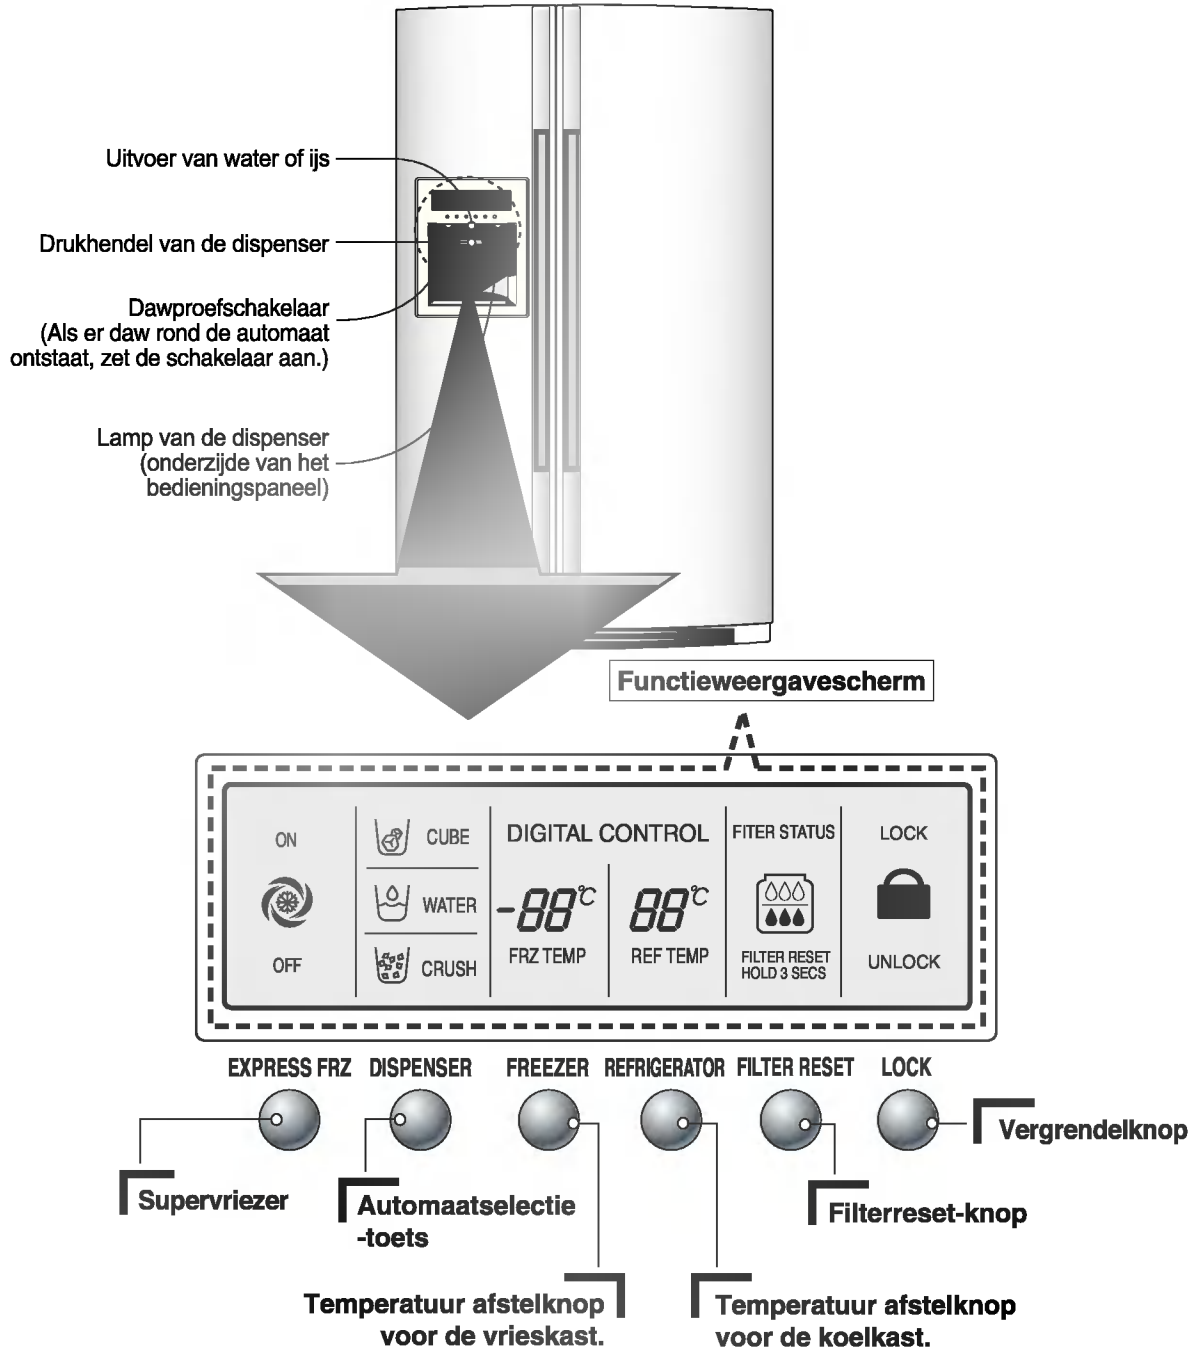 Uitvoer van water of ijs
Drukhendel van de dispenser
Dawproefschakelaar
(Als er daw rond de automaat
ontstaat, zet de schakelaar aan.)
Lamp van de dispenser
(onderzijde van het
bedieningspaneel)
Functieweergavescherm
ON
OFF
CUBE
WATER
CRUSH
DIGITAL CONTROL
-88°C
FRZ TEMP
88°C
REF TEMP
FITER STATUS
FILTER RESET
HOLD 3 SECS
LOCK
UNLOCK
EXPRESS FRZ DISPENSER FREEZER REFRIGERATOR FILTER RESET LOCK
Vergrendelknop
Supervriezer
Automaatselectie
-toets
Filterreset-knop
Temperatuur afstelknop
voor de vrieskast.
Temperatuur afstelknop
voor de koelkast.